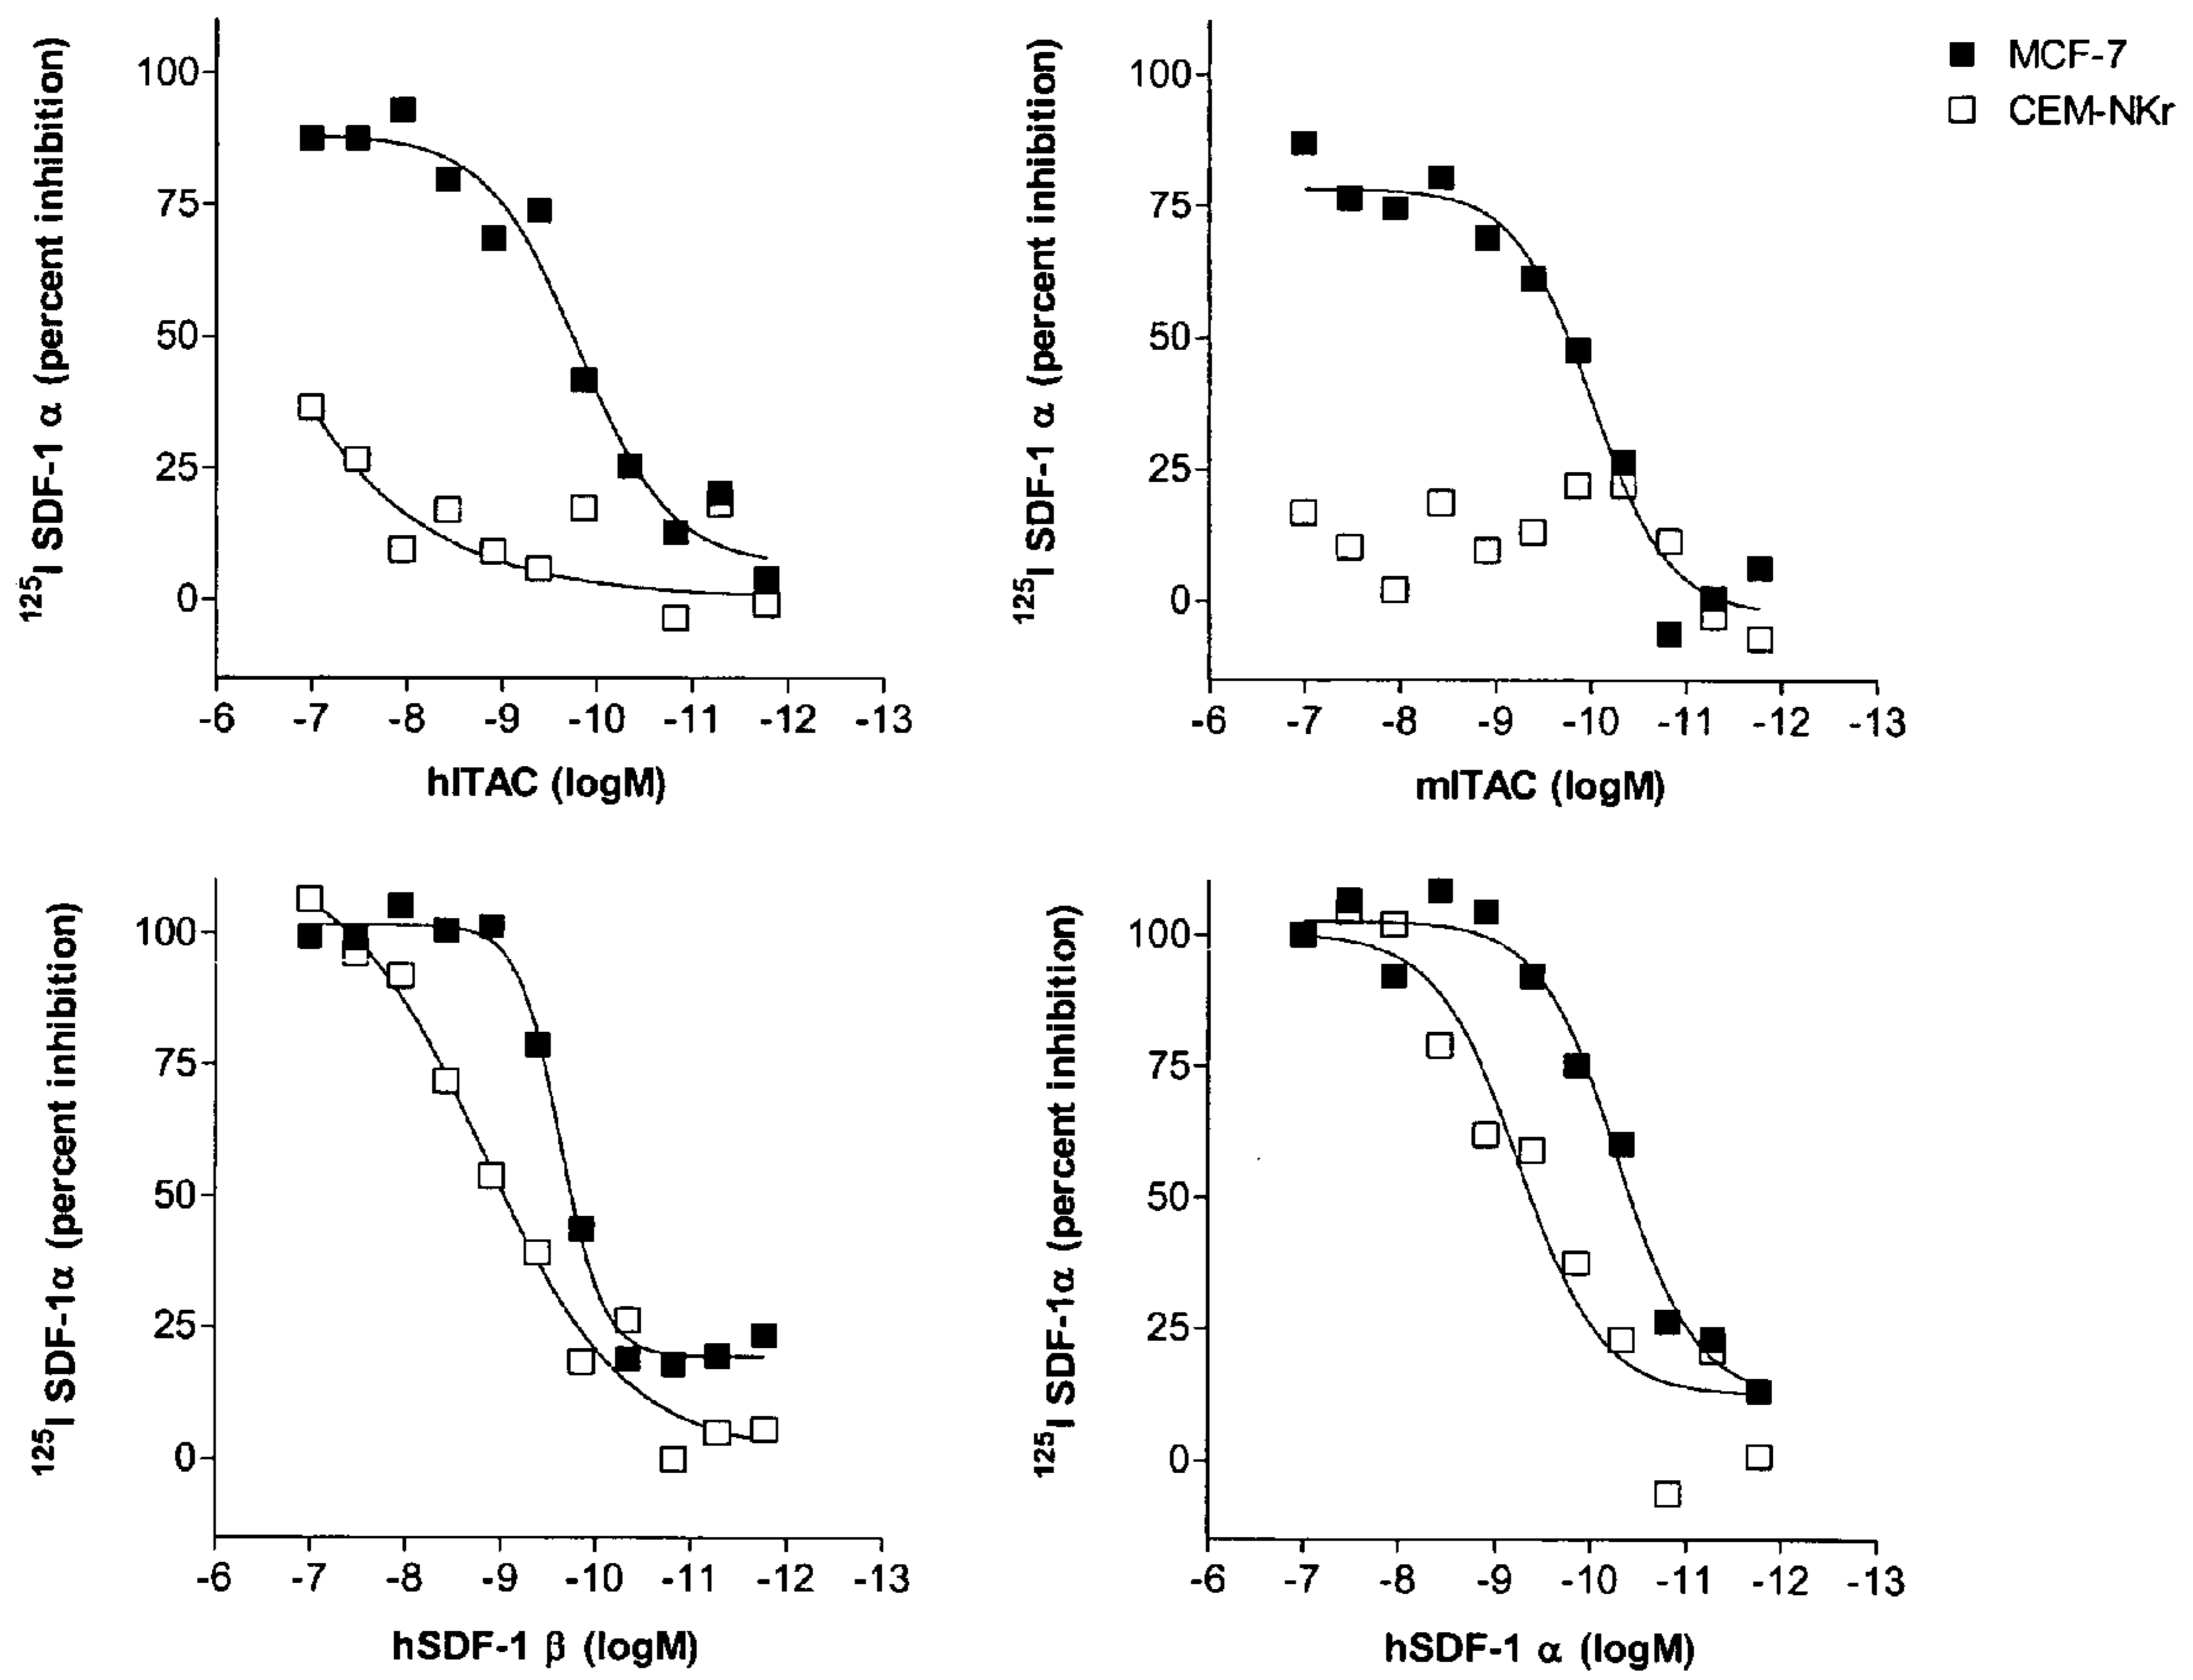 MCF-7
CEM-NKr
125I SDF-1 α (percent inhibition)
100
75
50
25
0
-6 -7 -8 -9 -10 -11 -12 -13
hITAC (logM)
125I SDF-1 α (percent inhibition)
100
75
50
25
0
-6 -7 -8 -9 -10 -11 -12 -13
mITAC (logM)
125I SDF-1α (percent inhibition)
100
75
50
25
0
-6 -7 -8 -9 -10 -11 -12 -13
hSDF-1 β (logM)
125I SDF-1α (percent inhibition)
100
75
50
25
0
-6 -7 -8 -9 -10 -11 -12 -13
hSDF-1 α (logM)